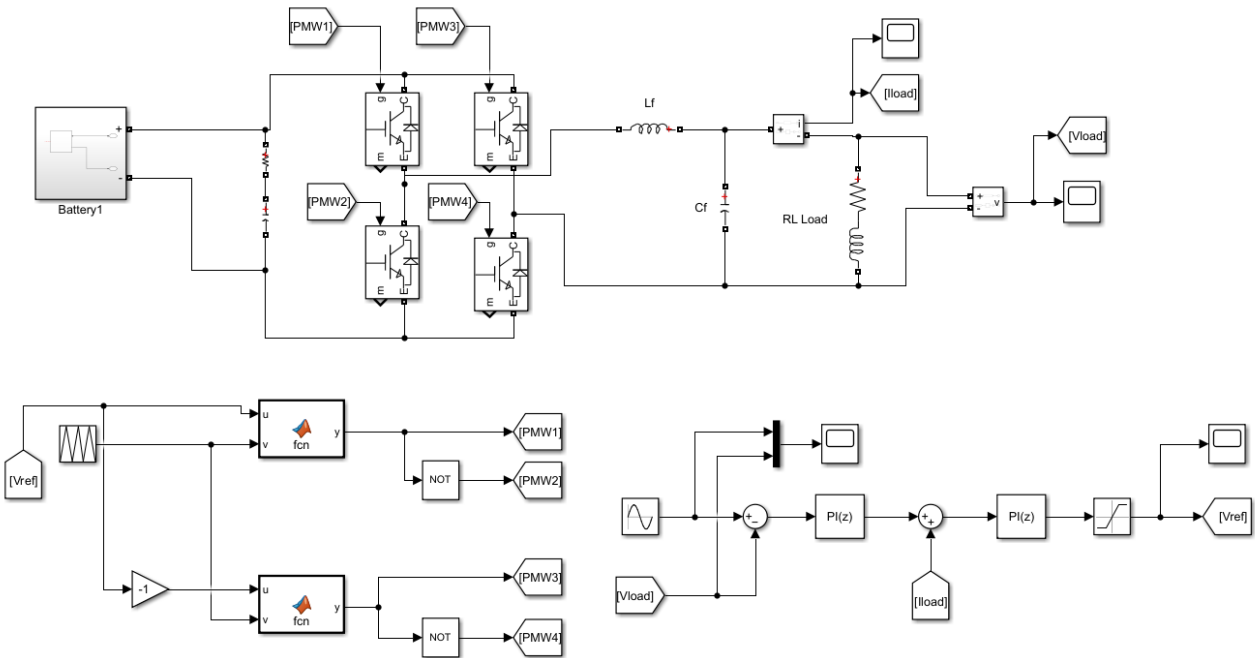 [PMW1]
[PMW3]
g
C
m
E
g
C
m
E
[Iload]
i
+
-
Lf
[Vload]
+
-
Battery1
[PMW2]
[PMW4]
g
C
m
E
g
C
m
E
Cf
RL Load
+
-
v
[Vref]
u
v
fcn
y
[PMW1]
NOT
[PMW2]
-1
u
v
fcn
y
[PMW3]
NOT
[PMW4]
+
−
PI(z)
+
+
PI(z)
[Vref]
[Vload]
[Iload]